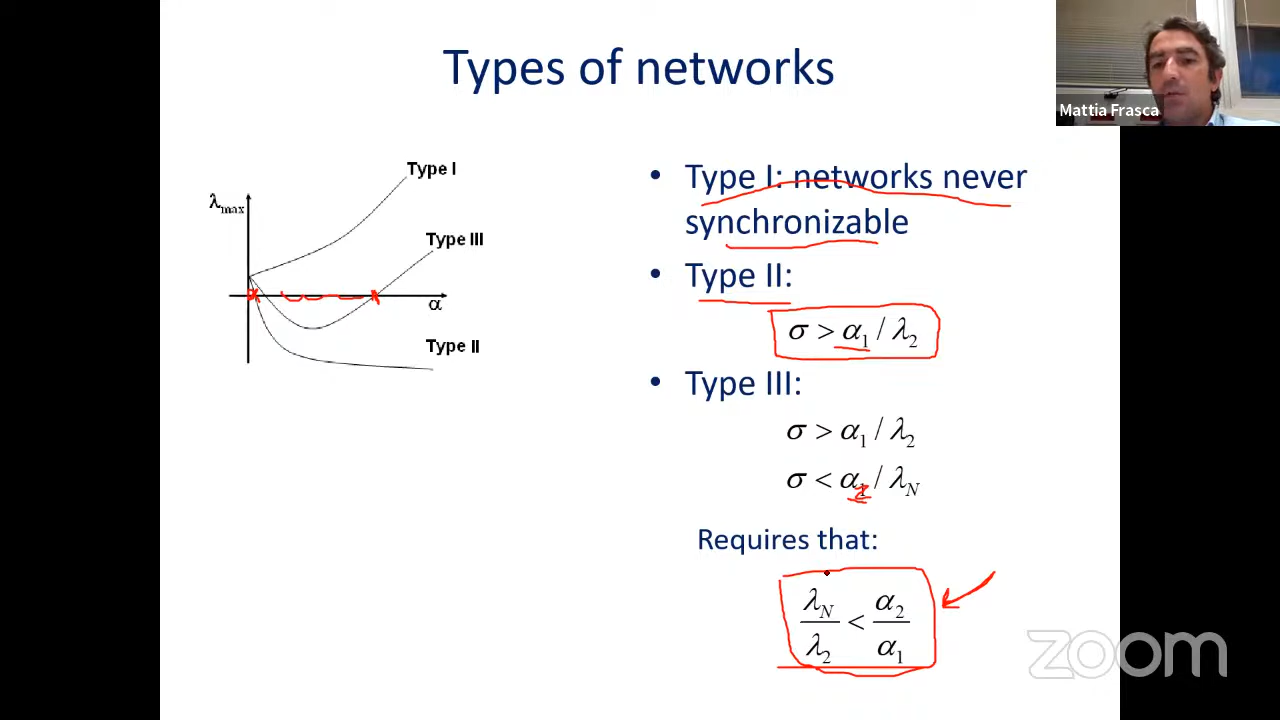 Types of networks
Mattia Frasca
Type I
λmax
Type III
α
Type II
• Type I: networks never
synchronizable
• Type II:
σ > α₁ / λ₂
• Type III:
σ > α₁ / λ₂
σ < α₂ / λN
Requires that:
λN/λ₂ < α₂/α₁
zoom